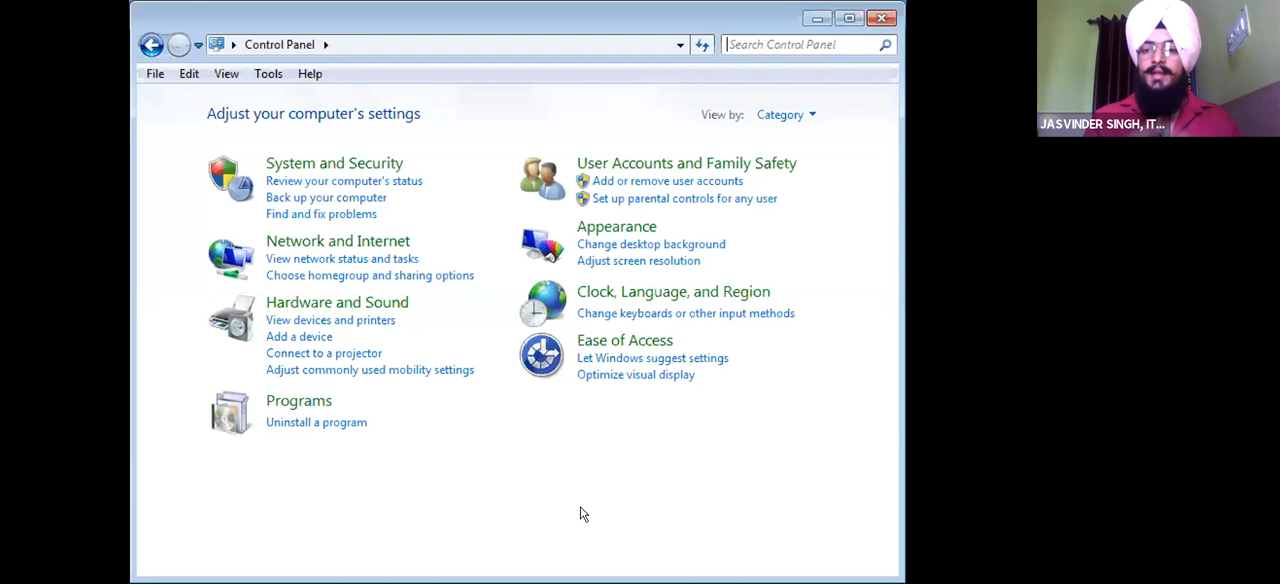 Control Panel
Search Control Panel
File Edit View Tools Help
Adjust your computer's settings
View by: Category
System and Security
Review your computer's status
Back up your computer
Find and fix problems
Network and Internet
View network status and tasks
Choose homegroup and sharing options
Hardware and Sound
View devices and printers
Add a device
Connect to a projector
Adjust commonly used mobility settings
Programs
Uninstall a program
User Accounts and Family Safety
Add or remove user accounts
Set up parental controls for any user
Appearance
Change desktop background
Adjust screen resolution
Clock, Language, and Region
Change keyboards or other input methods
Ease of Access
Let Windows suggest settings
Optimize visual display
JASVINDER SINGH, IT...